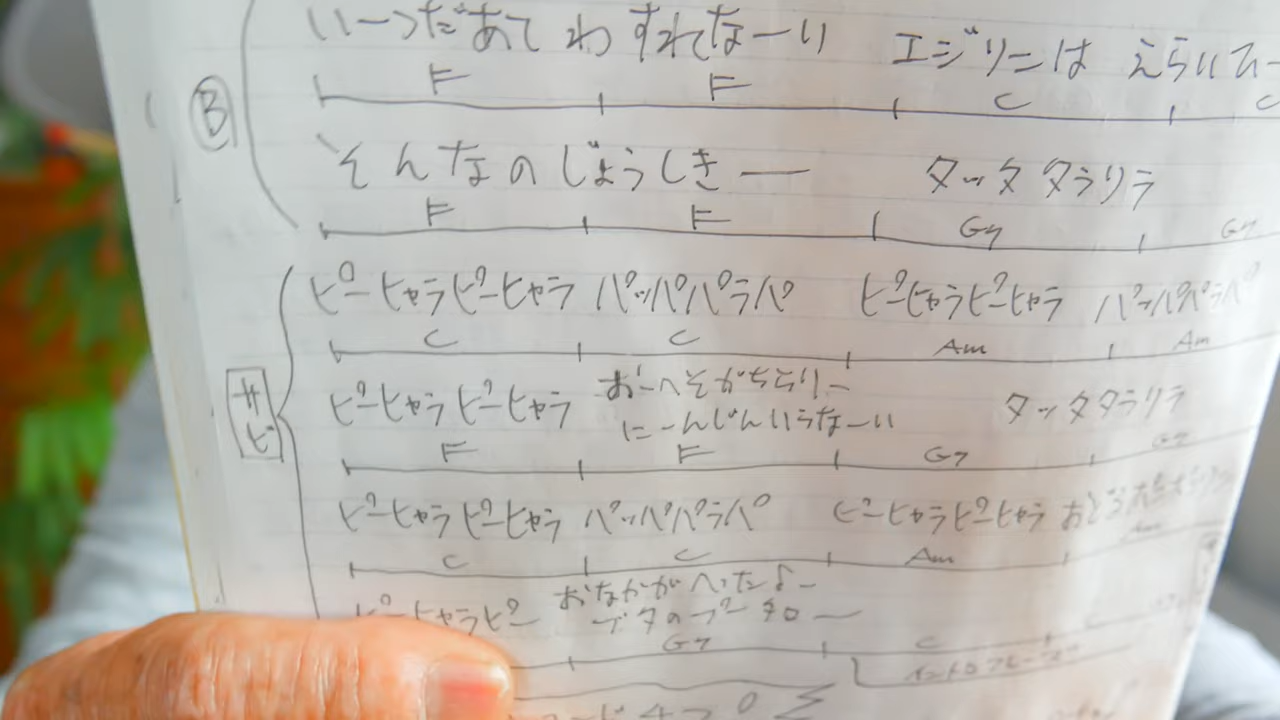 いーつだあて わ すれてなーい エジソンは えらいひー
F F C C
B
そんなの じょうしきー タッタ タラリラ
F F G7 G7
ピーヒャラピーヒャラ パッパパラパ ピーヒャラピーヒャラ パッパパラパ
C C Am Am
サビ
ピーヒャラピーヒャラ おーへそがちらりー タッタタラリラ
にーんじんいらなーい
F F G7 G7
ピーヒャラピーヒャラ パッパパラパ ピーヒャラピーヒャラ おどる
C C Am
ピーヒャラピー おなかがへったよー
G7 C